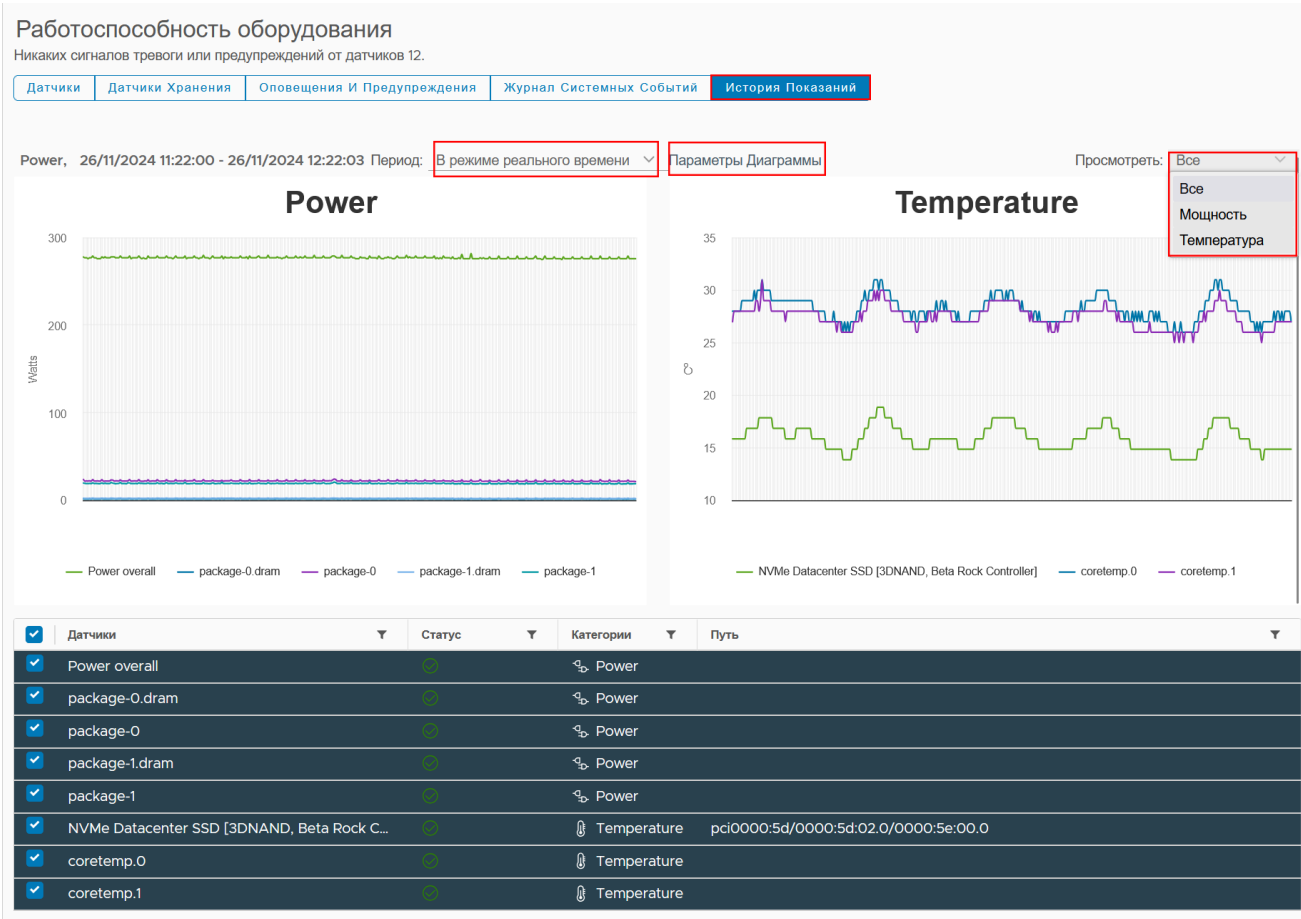 Работоспособность оборудования
Никаких сигналов тревоги или предупреждений от датчиков 12.
Датчики Датчики Хранения Оповещения И Предупреждения Журнал Системных Событий История Показаний
Power, 26/11/2024 11:22:00 - 26/11/2024 12:22:03 Период: В режиме реального времени Параметры Диаграммы Просмотреть: Все
Все
Мощность
Температура
Power
300
200
100
0
Watts
Power overall package-0.dram package-0 package-1.dram package-1
Temperature
35
30
25
20
15
10
℃
NVMe Datacenter SSD [3DNAND, Beta Rock Controller] coretemp.0 coretemp.1
Датчики Статус Категории Путь
Power overall Power
package-0.dram Power
package-0 Power
package-1.dram Power
package-1 Power
NVMe Datacenter SSD [3DNAND, Beta Rock C... Temperature pci0000:5d/0000:5d:02.0/0000:5e:00.0
coretemp.0 Temperature
coretemp.1 Temperature